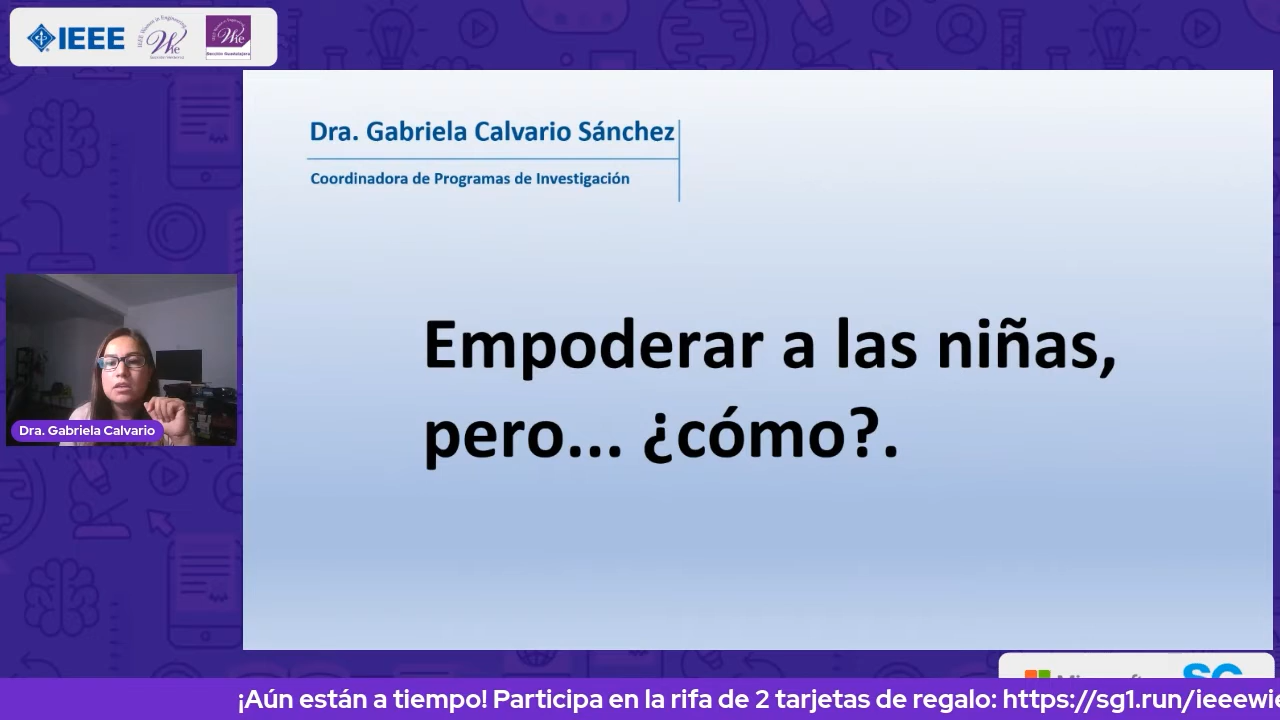 IEEE
Dra. Gabriela Calvario Sánchez
Coordinadora de Programas de Investigación
Empoderar a las niñas,
pero... ¿cómo?.
Dra. Gabriela Calvario
¡Aún están a tiempo! Participa en la rifa de 2 tarjetas de regalo: https://sg1.run/ieeewie